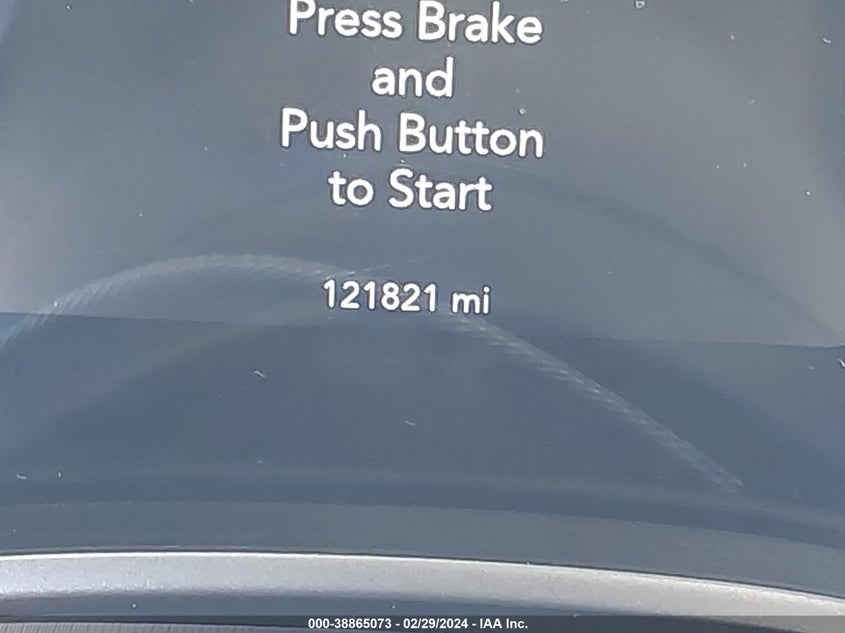 Press Brake
and
Push Button
to Start
121821 mi
000-38865073 - 02/29/2024 - IAA Inc.